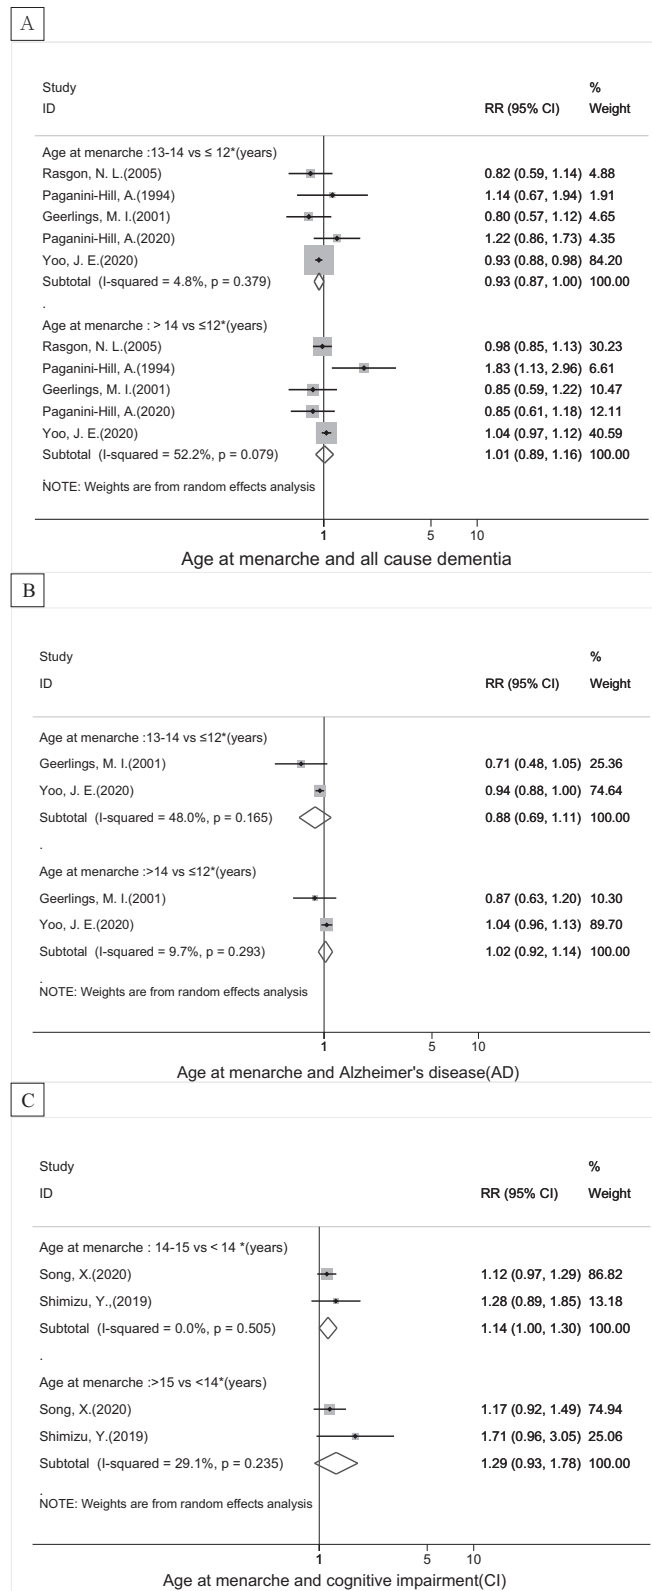 A
Study %
ID RR (95% CI) Weight
Age at menarche :13-14 vs ≤ 12*(years)
Rasgon, N. L.(2005) 0.82 (0.59, 1.14) 4.88
Paganini-Hill, A.(1994) 1.14 (0.67, 1.94) 1.91
Geerlings, M. I.(2001) 0.80 (0.57, 1.12) 4.65
Paganini-Hill, A.(2020) 1.22 (0.86, 1.73) 4.35
Yoo, J. E.(2020) 0.93 (0.88, 0.98) 84.20
Subtotal (I-squared = 4.8%, p = 0.379) 0.93 (0.87, 1.00) 100.00
.
Age at menarche : > 14 vs ≤12*(years)
Rasgon, N. L.(2005) 0.98 (0.85, 1.13) 30.23
Paganini-Hill, A.(1994) 1.83 (1.13, 2.96) 6.61
Geerlings, M. I.(2001) 0.85 (0.59, 1.22) 10.47
Paganini-Hill, A.(2020) 0.85 (0.61, 1.18) 12.11
Yoo, J. E.(2020) 1.04 (0.97, 1.12) 40.59
Subtotal (I-squared = 52.2%, p = 0.079) 1.01 (0.89, 1.16) 100.00
.
NOTE: Weights are from random effects analysis
1 5 10
Age at menarche and all cause dementia
B
Study %
ID RR (95% CI) Weight
Age at menarche :13-14 vs ≤12*(years)
Geerlings, M. I.(2001) 0.71 (0.48, 1.05) 25.36
Yoo, J. E.(2020) 0.94 (0.88, 1.00) 74.64
Subtotal (I-squared = 48.0%, p = 0.165) 0.88 (0.69, 1.11) 100.00
.
Age at menarche :>14 vs ≤12*(years)
Geerlings, M. I.(2001) 0.87 (0.63, 1.20) 10.30
Yoo, J. E.(2020) 1.04 (0.96, 1.13) 89.70
Subtotal (I-squared = 9.7%, p = 0.293) 1.02 (0.92, 1.14) 100.00
.
NOTE: Weights are from random effects analysis
1 5 10
Age at menarche and Alzheimer's disease(AD)
C
Study %
ID RR (95% CI) Weight
Age at menarche : 14-15 vs < 14 *(years)
Song, X.(2020) 1.12 (0.97, 1.29) 86.82
Shimizu, Y.,(2019) 1.28 (0.89, 1.85) 13.18
Subtotal (I-squared = 0.0%, p = 0.505) 1.14 (1.00, 1.30) 100.00
.
Age at menarche :>15 vs <14*(years)
Song, X.(2020) 1.17 (0.92, 1.49) 74.94
Shimizu, Y.(2019) 1.71 (0.96, 3.05) 25.06
Subtotal (I-squared = 29.1%, p = 0.235) 1.29 (0.93, 1.78) 100.00
.
NOTE: Weights are from random effects analysis
1 5 10
Age at menarche and cognitive impairment(CI)